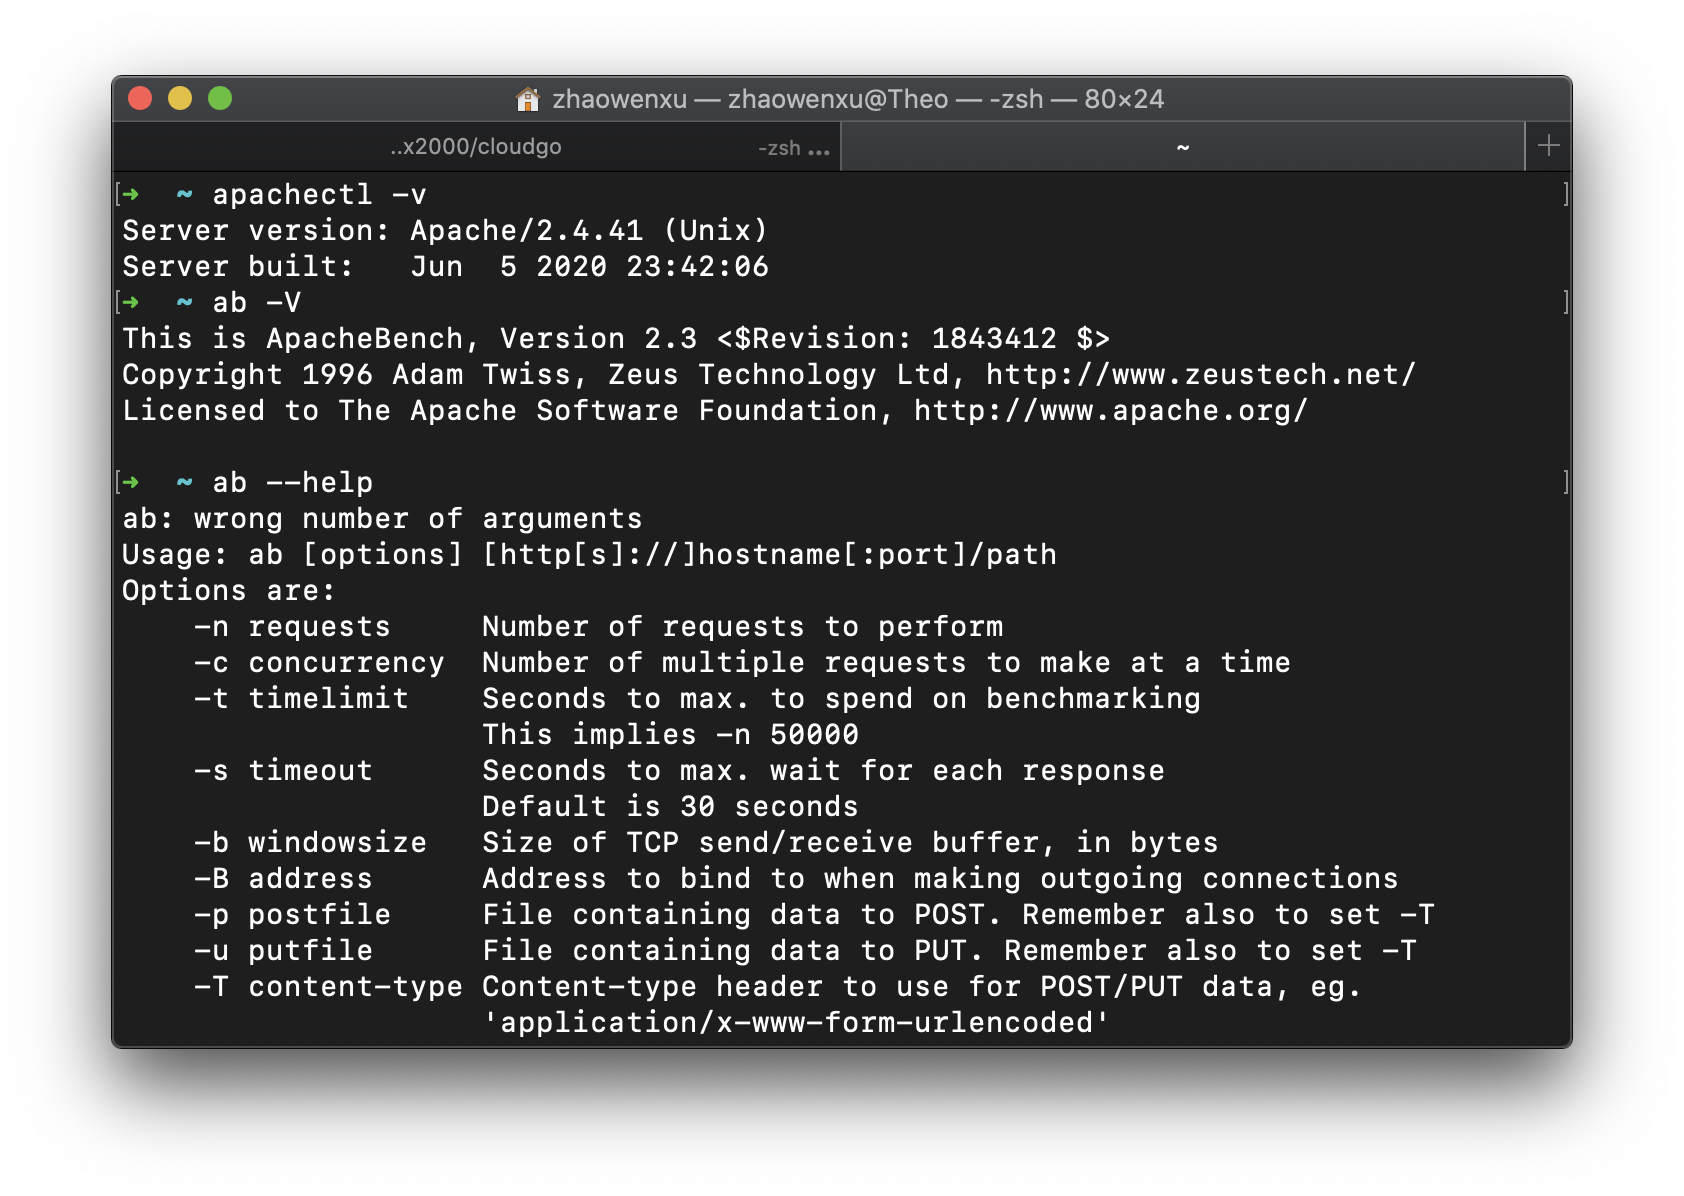 zhaowenxu — zhaowenxu@Theo — -zsh — 80×24
..x2000/cloudgo -zsh ... ~ +
[➜  ~ apachectl -v ]
Server version: Apache/2.4.41 (Unix)
Server built:   Jun  5 2020 23:42:06
[➜  ~ ab -V ]
This is ApacheBench, Version 2.3 <$Revision: 1843412 $>
Copyright 1996 Adam Twiss, Zeus Technology Ltd, http://www.zeustech.net/
Licensed to The Apache Software Foundation, http://www.apache.org/
[➜  ~ ab --help ]
ab: wrong number of arguments
Usage: ab [options] [http[s]://]hostname[:port]/path
Options are:
    -n requests     Number of requests to perform
    -c concurrency  Number of multiple requests to make at a time
    -t timelimit    Seconds to max. to spend on benchmarking
                    This implies -n 50000
    -s timeout      Seconds to max. wait for each response
                    Default is 30 seconds
    -b windowsize   Size of TCP send/receive buffer, in bytes
    -B address      Address to bind to when making outgoing connections
    -p postfile     File containing data to POST. Remember also to set -T
    -u putfile      File containing data to PUT. Remember also to set -T
    -T content-type Content-type header to use for POST/PUT data, eg.
                    'application/x-www-form-urlencoded'